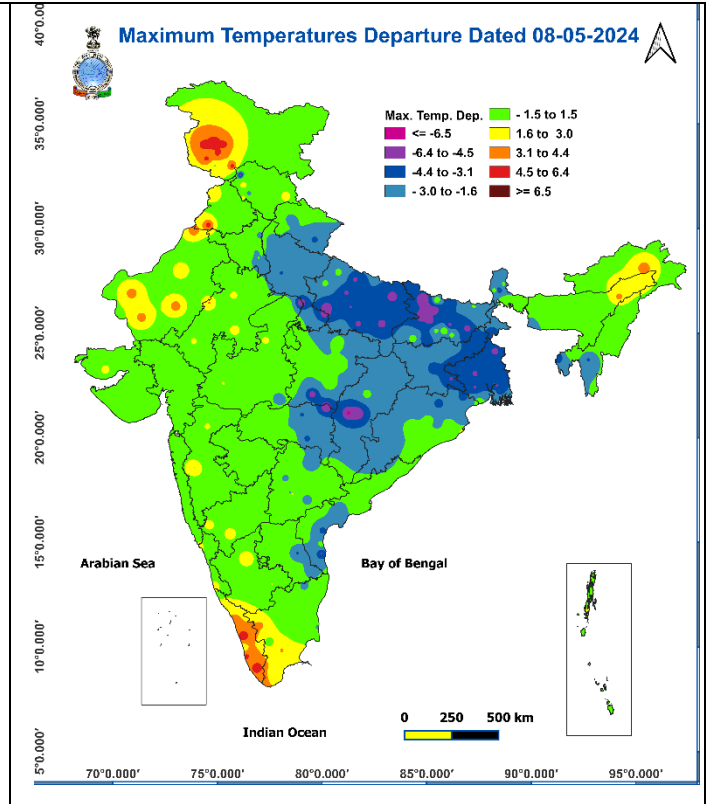 Maximum Temperatures Departure Dated 08-05-2024
Max. Temp. Dep.
<= -6.5
-6.4 to -4.5
-4.4 to -3.1
- 3.0 to -1.6
- 1.5 to 1.5
1.6 to 3.0
3.1 to 4.4
4.5 to 6.4
>= 6.5
40°0.000'
35°0.000'
30°0.000'
25°0.000'
20°0.000'
15°0.000'
10°0.000'
5°0.000'
Arabian Sea
Bay of Bengal
Indian Ocean
0 250 500 km
70°0.000' 75°0.000' 80°0.000' 85°0.000' 90°0.000' 95°0.000'